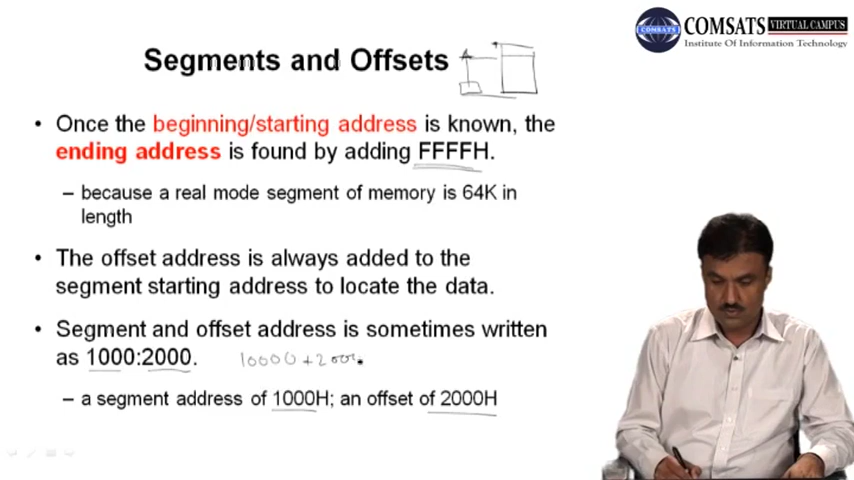 COMSATS VIRTUAL CAMPUS
COMSATS
Institute Of Information Technology
Segments and Offsets
• Once the beginning/starting address is known, the
ending address is found by adding FFFFH.
– because a real mode segment of memory is 64K in
length
• The offset address is always added to the
segment starting address to locate the data.
• Segment and offset address is sometimes written
as 1000:2000. 10000+2000
– a segment address of 1000H; an offset of 2000H